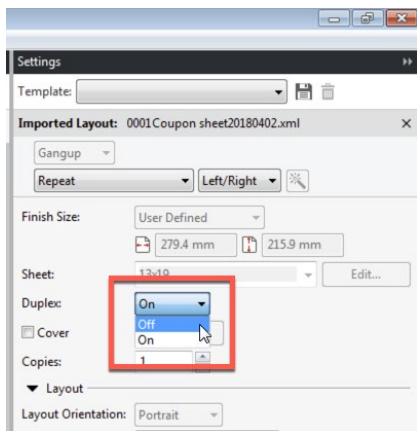 Settings
Template:
Imported Layout: 0001Coupon sheet20180402.xml
Gangup
Repeat Left/Right
Finish Size: User Defined
279.4 mm 215.9 mm
Sheet: 13x19 Edit...
Duplex: On
Off
Cover On
Copies: 1
Layout
Layout Orientation: Portrait